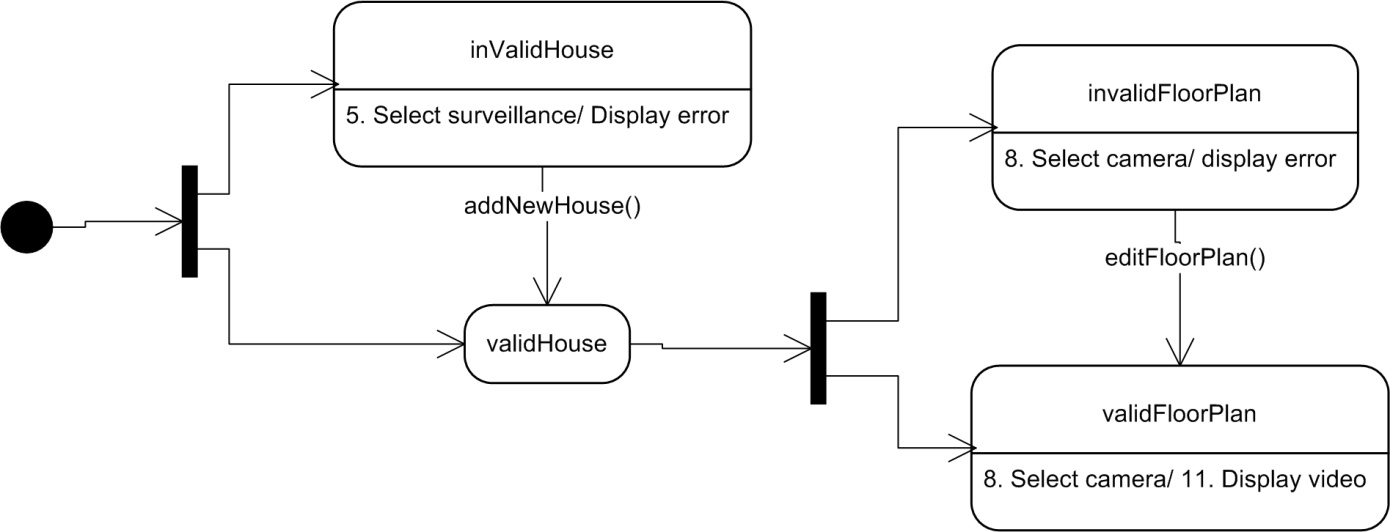 inValidHouse
5. Select surveillance/ Display error
addNewHouse()
validHouse
invalidFloorPlan
8. Select camera/ display error
editFloorPlan()
validFloorPlan
8. Select camera/ 11. Display video